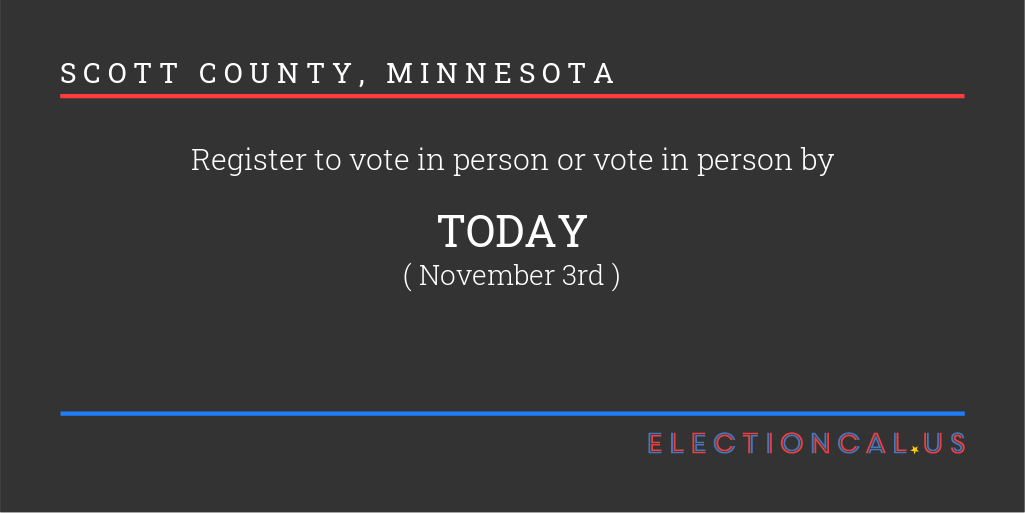 SCOTT COUNTY, MINNESOTA
Register to vote in person or vote in person by
TODAY
( November 3rd )
ELECTIONCAL.US